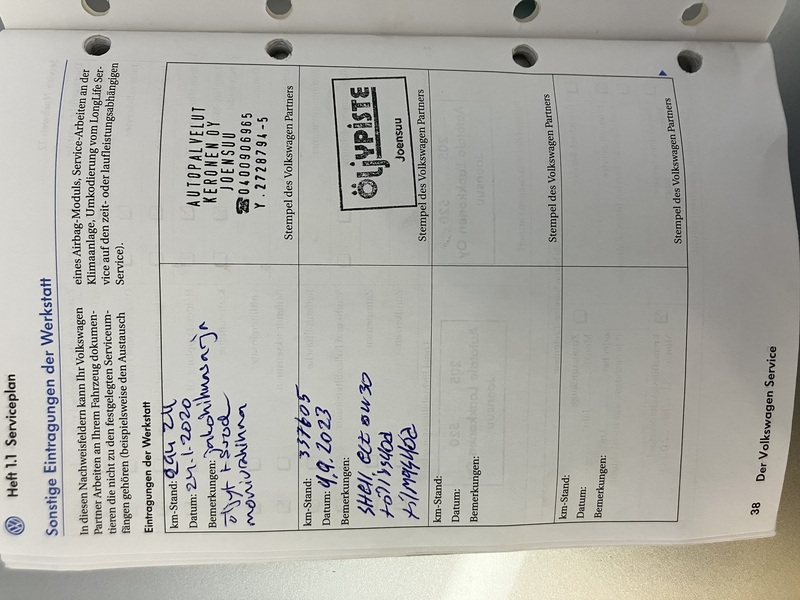 Heft 1.1 Serviceplan
Sonstige Eintragungen der Werkstatt
In diesen Nachweisfeldern kann Ihr Volkswagen
Partner Arbeiten an Ihrem Fahrzeug dokumen-
tieren die nicht zu den festgelegten Serviceum-
fängen gehören (beispielsweise den Austausch
eines Airbag-Moduls, Service-Arbeiten an der
Klimaanlage, Umkodierung vom LongLife Ser-
vice auf den zeit- oder laufleistungsabhängigen
Service).
Eintragungen der Werkstatt
km-Stand:
Datum: 24.1.2020
Bemerkungen: jakohihnasarja
öljyt + Suod
moniurahihna
AUTOPALVELUT
KERONEN OY
JOENSUU
☎0400906965
Y.2728794-5
Stempel des Volkswagen Partners
km-Stand: 337605
Datum: 4.9.2023
Bemerkungen:
SHELL ECT 0W30
ÖLJYPISTE
Joensuu
Stempel des Volkswagen Partners
km-Stand:
Datum:
Bemerkungen:
Stempel des Volkswagen Partners
km-Stand:
Datum:
Bemerkungen:
Stempel des Volkswagen Partners
38 Der Volkswagen Service